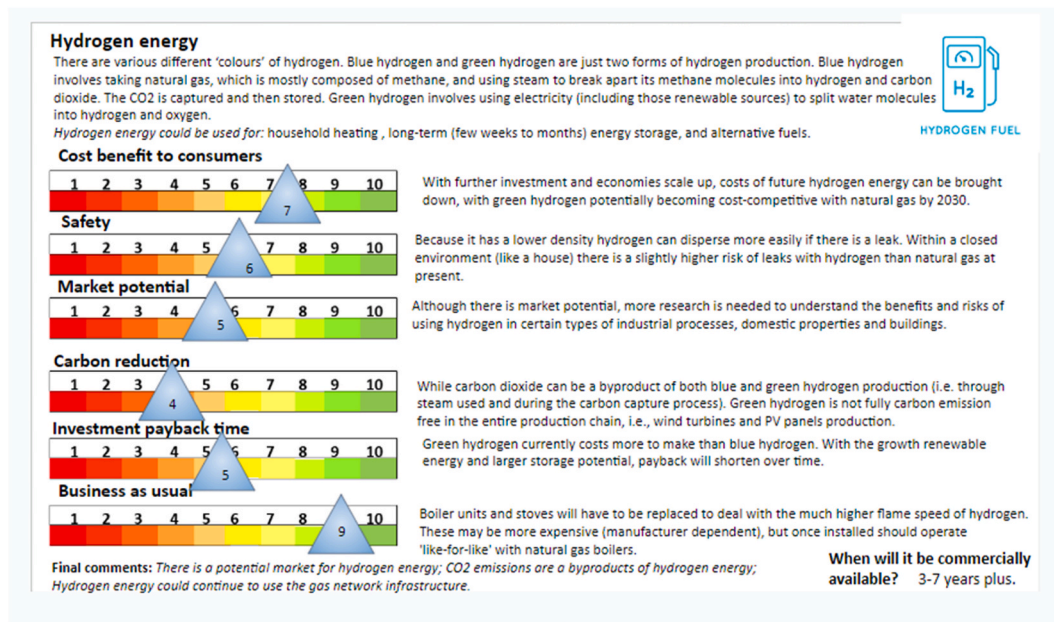 Hydrogen energy
There are various different 'colours' of hydrogen. Blue hydrogen and green hydrogen are just two forms of hydrogen production. Blue hydrogen
involves taking natural gas, which is mostly composed of methane, and using steam to break apart its methane molecules into hydrogen and carbon
dioxide. The CO2 is captured and then stored. Green hydrogen involves using electricity (including those renewable sources) to split water molecules
into hydrogen and oxygen.
Hydrogen energy could be used for: household heating , long-term (few weeks to months) energy storage, and alternative fuels.
H₂
HYDROGEN FUEL
Cost benefit to consumers
1 2 3 4 5 6 7 8 9 10
7
With further investment and economies scale up, costs of future hydrogen energy can be brought
down, with green hydrogen potentially becoming cost-competitive with natural gas by 2030.
Safety
1 2 3 4 5 7 8 9 10
6
Because it has a lower density hydrogen can disperse more easily if there is a leak. Within a closed
environment (like a house) there is a slightly higher risk of leaks with hydrogen than natural gas at
present.
Market potential
1 2 3 4 6 7 8 9 10
5
Although there is market potential, more research is needed to understand the benefits and risks of
using hydrogen in certain types of industrial processes, domestic properties and buildings.
Carbon reduction
1 2 3 5 6 7 8 9 10
4
While carbon dioxide can be a byproduct of both blue and green hydrogen production (i.e. through
steam used and during the carbon capture process). Green hydrogen is not fully carbon emission
free in the entire production chain, i.e., wind turbines and PV panels production.
Investment payback time
1 2 3 4 5 6 7 8 9 10
5
Green hydrogen currently costs more to make than blue hydrogen. With the growth renewable
energy and larger storage potential, payback will shorten over time.
Business as usual
1 2 3 4 5 6 7 8 10
9
Boiler units and stoves will have to be replaced to deal with the much higher flame speed of hydrogen.
These may be more expensive (manufacturer dependent), but once installed should operate
'like-for-like' with natural gas boilers.
Final comments: There is a potential market for hydrogen energy; CO2 emissions are a byproducts of hydrogen energy;
Hydrogen energy could continue to use the gas network infrastructure.
When will it be commercially
available? 3-7 years plus.